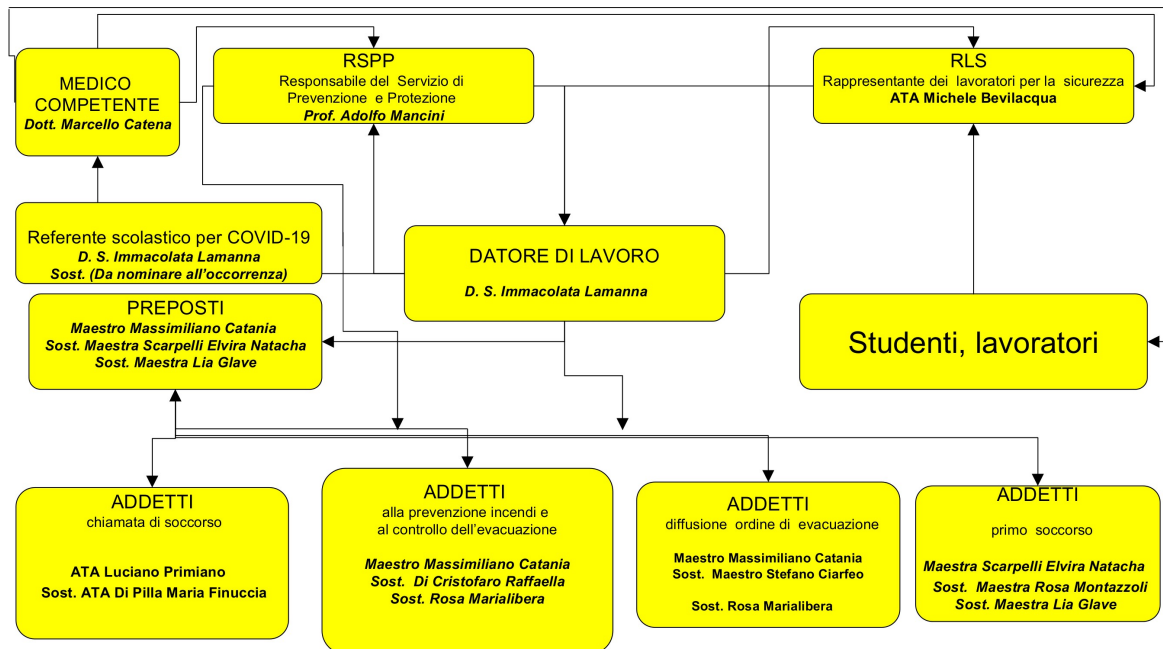 MEDICO
COMPETENTE
Dott. Marcello Catena
RSPP
Responsabile del Servizio di
Prevenzione e Protezione
Prof. Adolfo Mancini
RLS
Rappresentante dei lavoratori per la sicurezza
ATA Michele Bevilacqua
Referente scolastico per COVID-19
D. S. Immacolata Lamanna
Sost. (Da nominare all'occorrenza)
DATORE DI LAVORO
D. S. Immacolata Lamanna
PREPOSTI
Maestro Massimiliano Catania
Sost. Maestra Scarpelli Elvira Natacha
Sost. Maestra Lia Glave
Studenti, lavoratori
ADDETTI
chiamata di soccorso
ATA Luciano Primiano
Sost. ATA Di Pilla Maria Finuccia
ADDETTI
alla prevenzione incendi e
al controllo dell'evacuazione
Maestro Massimiliano Catania
Sost. Di Cristofaro Raffaella
Sost. Rosa Marialibera
ADDETTI
diffusione ordine di evacuazione
Maestro Massimiliano Catania
Sost. Maestro Stefano Ciarfeo
Sost. Rosa Marialibera
ADDETTI
primo soccorso
Maestra Scarpelli Elvira Natacha
Sost. Maestra Rosa Montazzoli
Sost. Maestra Lia Glave